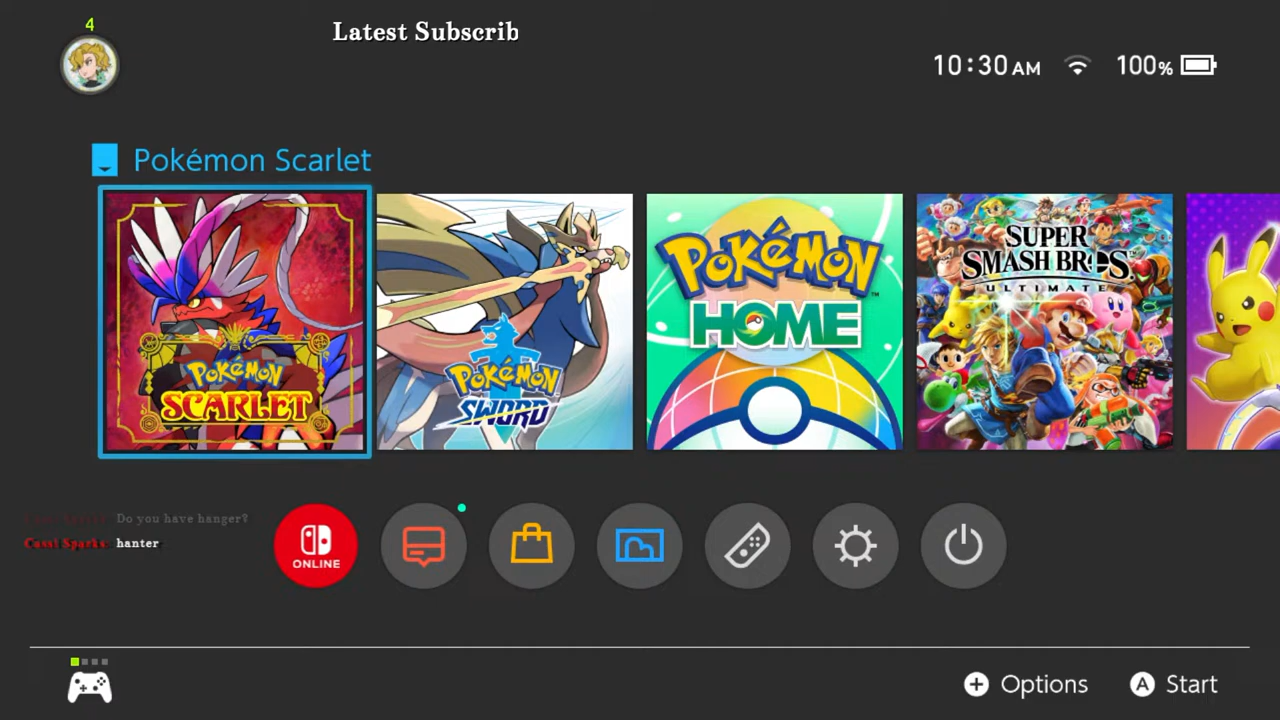 4
Latest Subscrib
10:30 AM
100%
Pokémon Scarlet
POKÉMON
SCARLET
POKÉMON
SWORD
POKÉMON
HOME
SUPER
SMASH BROS.
ULTIMATE
Do you have hanger?
Cassi Sparks: hanter
ONLINE
+ Options
A Start